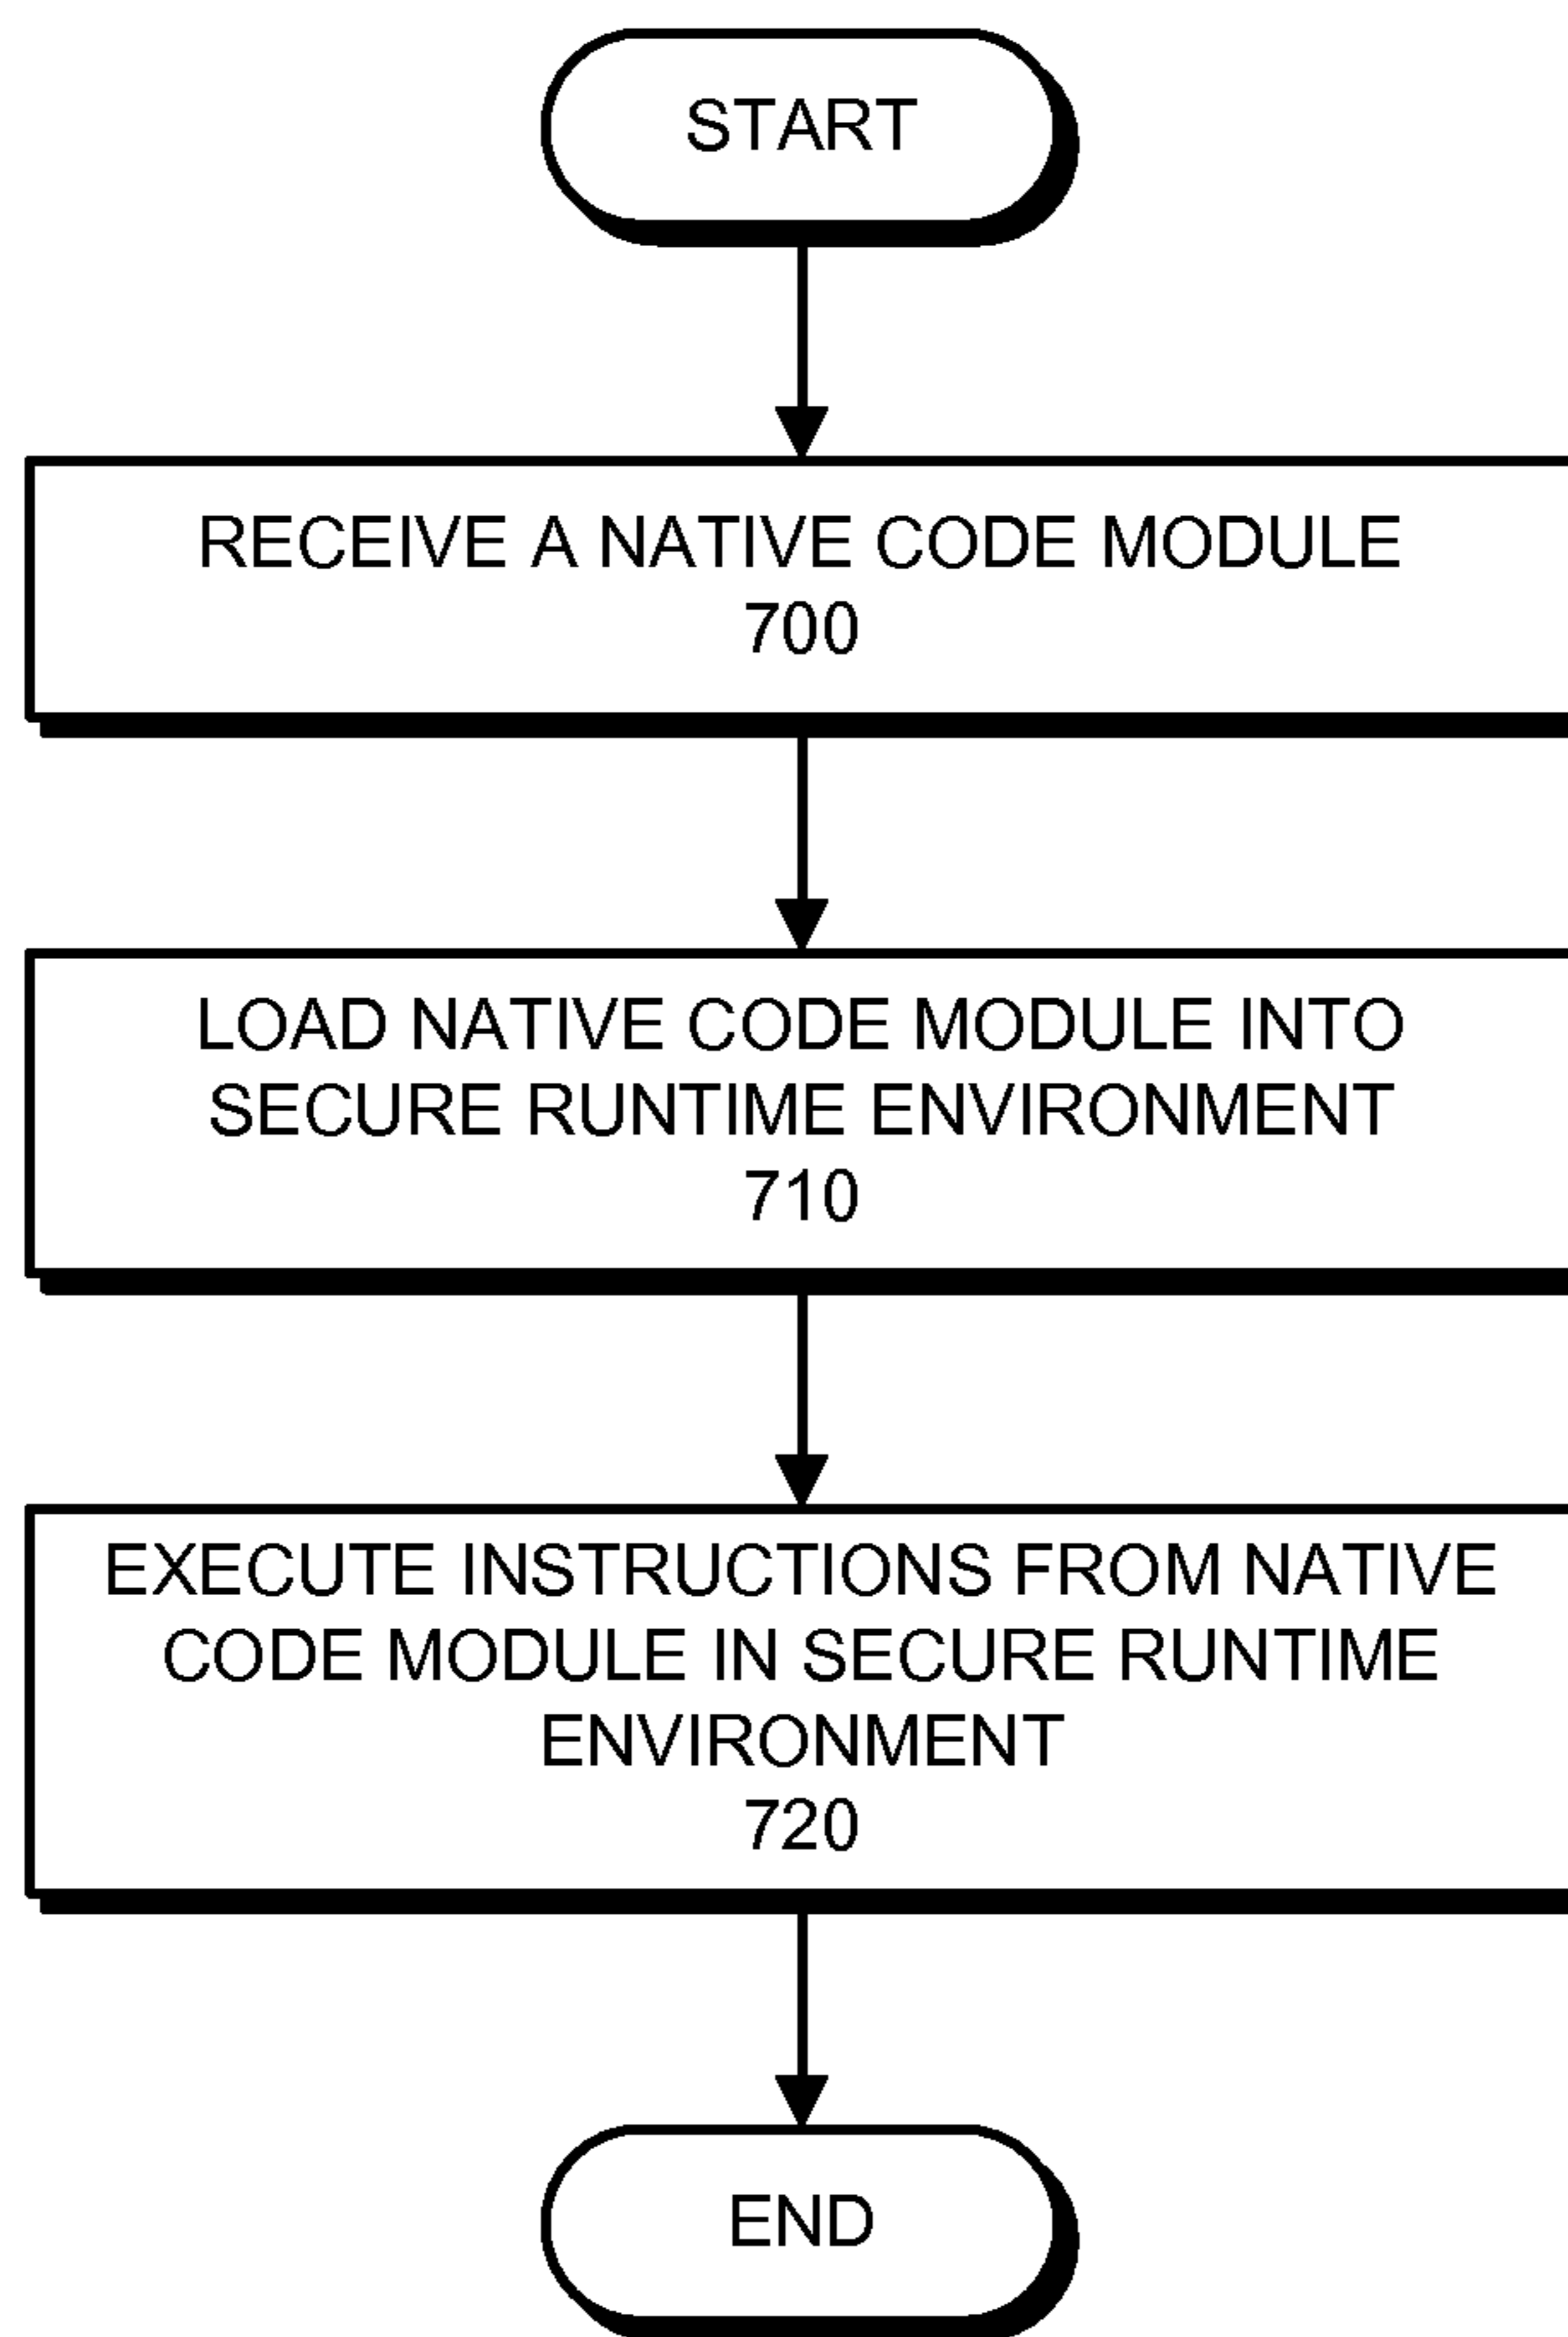 START
RECEIVE A NATIVE CODE MODULE
700
LOAD NATIVE CODE MODULE INTO
SECURE RUNTIME ENVIRONMENT
710
EXECUTE INSTRUCTIONS FROM NATIVE
CODE MODULE IN SECURE RUNTIME
ENVIRONMENT
720
END